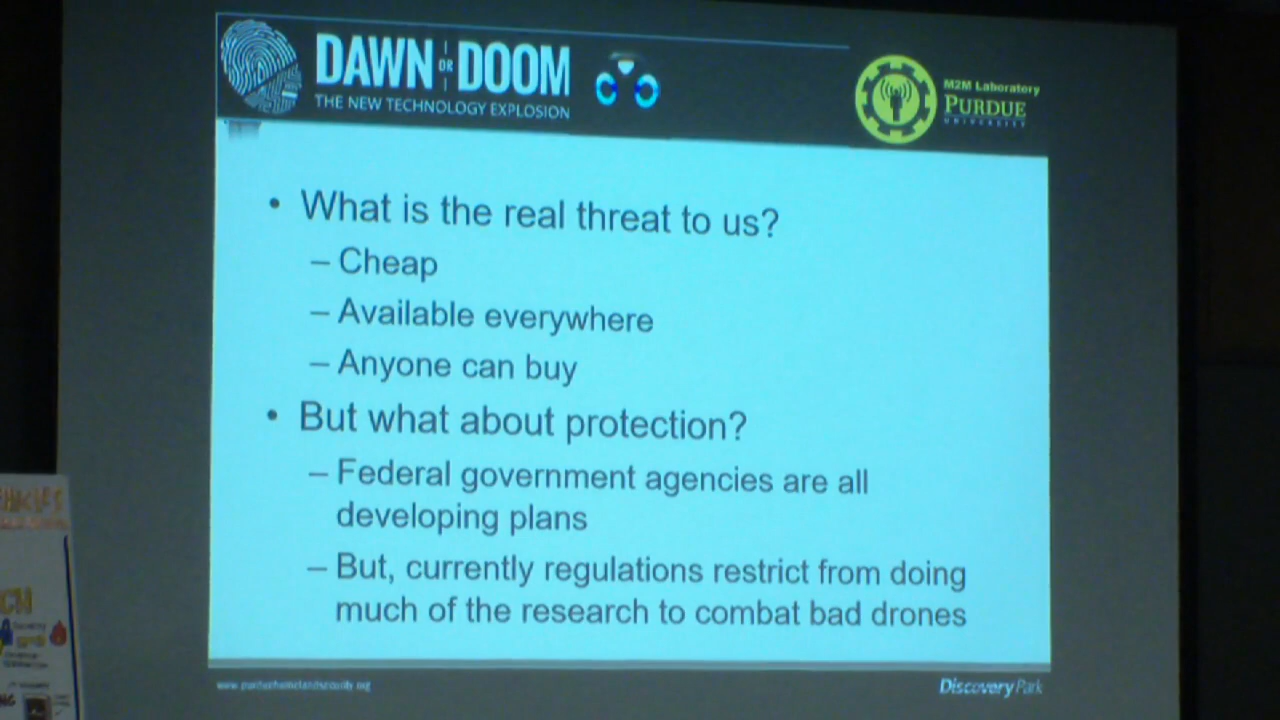 DAWN OR DOOM
THE NEW TECHNOLOGY EXPLOSION
M2M Laboratory
PURDUE
UNIVERSITY
• What is the real threat to us?
– Cheap
– Available everywhere
– Anyone can buy
• But what about protection?
– Federal government agencies are all
developing plans
– But, currently regulations restrict from doing
much of the research to combat bad drones
www.purduehomelandsecurity.org
Discovery Park